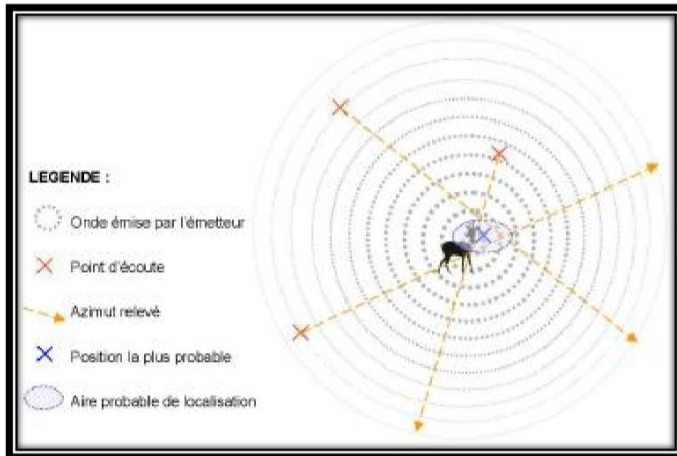 LEGENDE :
Onde émise par l'émetteur
Point d'écoute
Azimut relevé
Position la plus probable
Aire probable de localisation